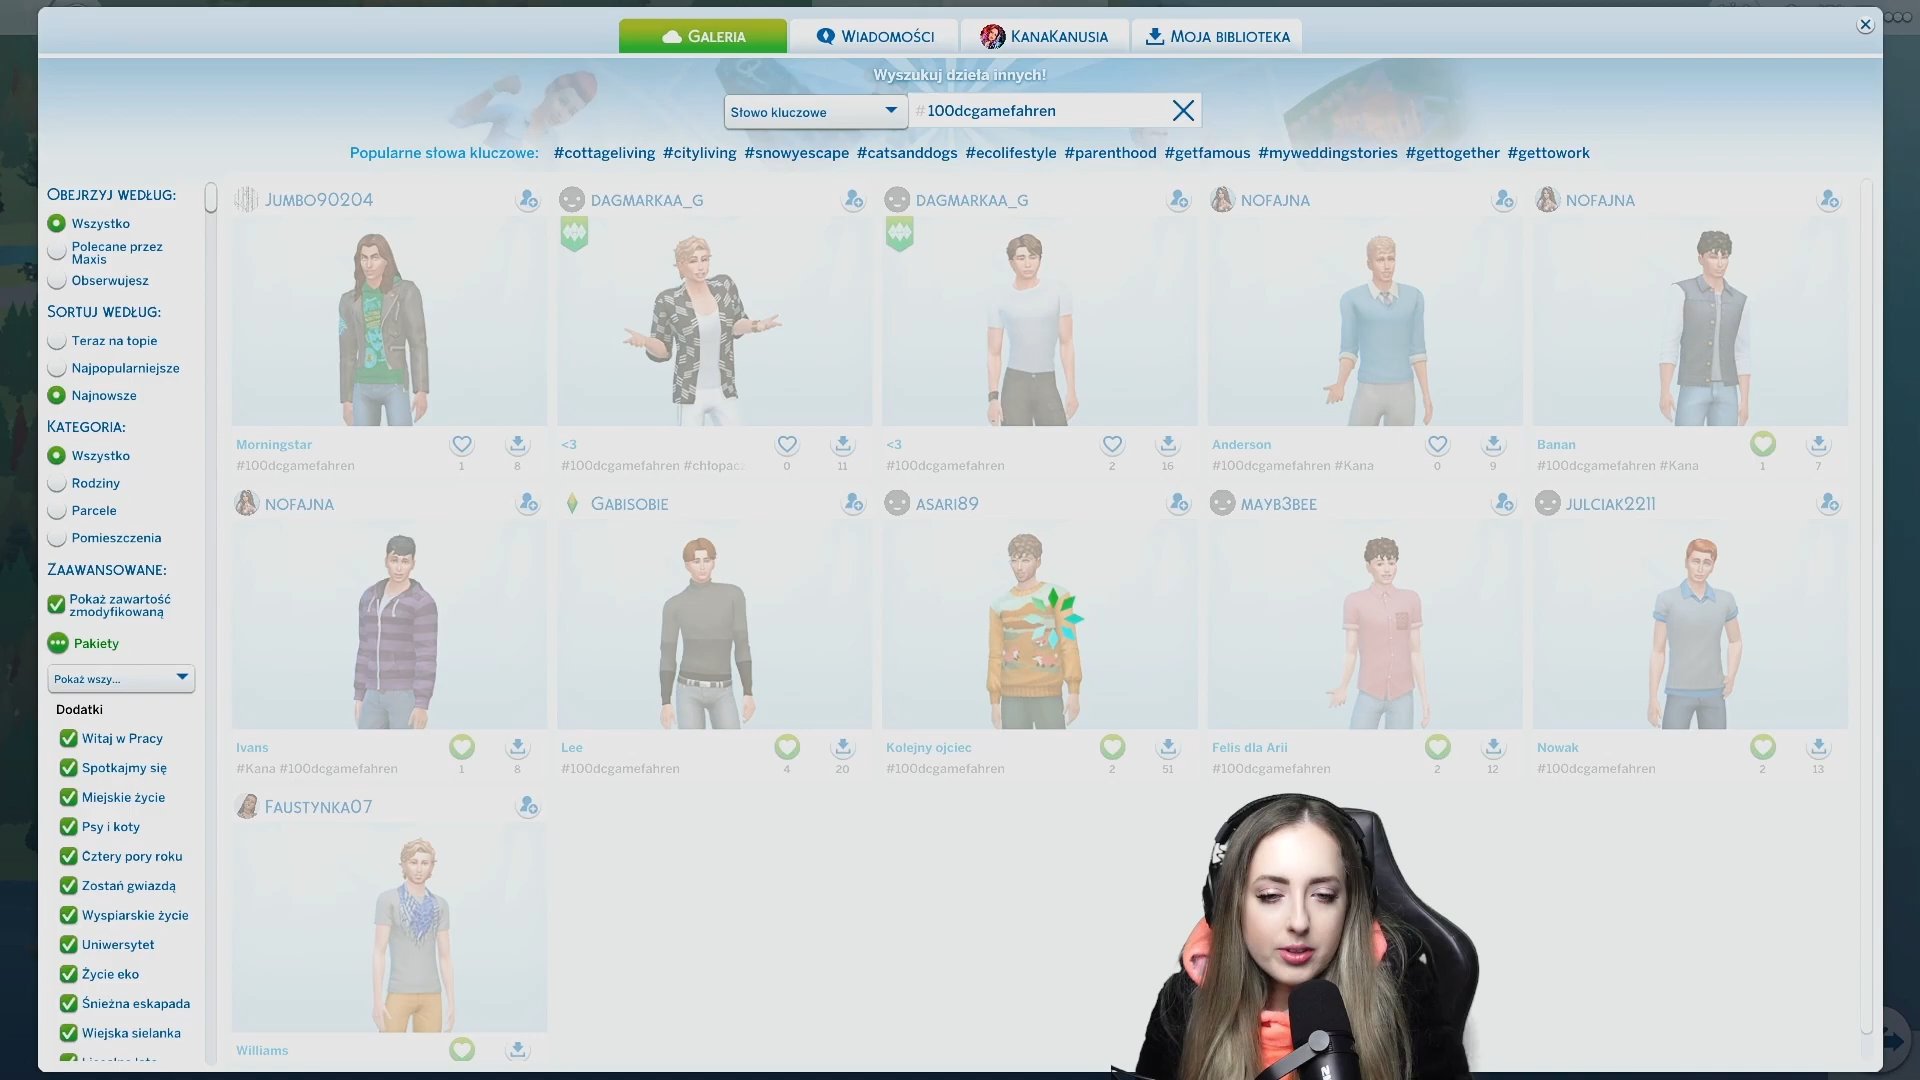 GALERIA
WIADOMOŚCI
KANAKANUSIA
MOJA BIBLIOTEKA
Wyszukuj dzieła innych!
Słowo kluczowe
# 100dcgamefahren
Popularne słowa kluczowe: #cottageliving #cityliving #snowyescape #catsanddogs #ecolifestyle #parenthood #getfamous #myweddingstories #gettogether #gettowork
OBEJRZYJ WEDŁUG:
Wszystko
Polecane przez
Maxis
Obserwujesz
SORTUJ WEDŁUG:
Teraz na topie
Najpopularniejsze
Najnowsze
KATEGORIA:
Wszystko
Rodziny
Parcele
Pomieszczenia
ZAAWANSOWANE:
Pokaż zawartość
zmodyfikowaną
Pakiety
Pokaż wszy...
Dodatki
Witaj w Pracy
Spotkajmy się
Miejskie życie
Psy i koty
Cztery pory roku
Zostań gwiazdą
Wyspiarskie życie
Uniwersytet
Życie eko
Śnieżna eskapada
Wiejska sielanka
JUMBO90204
DAGMARKAA_G
DAGMARKAA_G
NOFAJNA
NOFAJNA
Morningstar
#100dcgamefahren
1
8
<3
#100dcgamefahren #chłopac
0
11
<3
#100dcgamefahren
2
16
Anderson
#100dcgamefahren #Kana
0
9
Banan
#100dcgamefahren #Kana
1
7
NOFAJNA
GABISOBIE
ASARI89
MAYB3BEE
JULCIAK2211
Ivans
#Kana #100dcgamefahren
1
8
Lee
#100dcgamefahren
4
20
Kolejny ojciec
#100dcgamefahren
2
51
Felis dla Arii
#100dcgamefahren
2
12
Nowak
#100dcgamefahren
2
13
FAUSTYNKA07
Williams